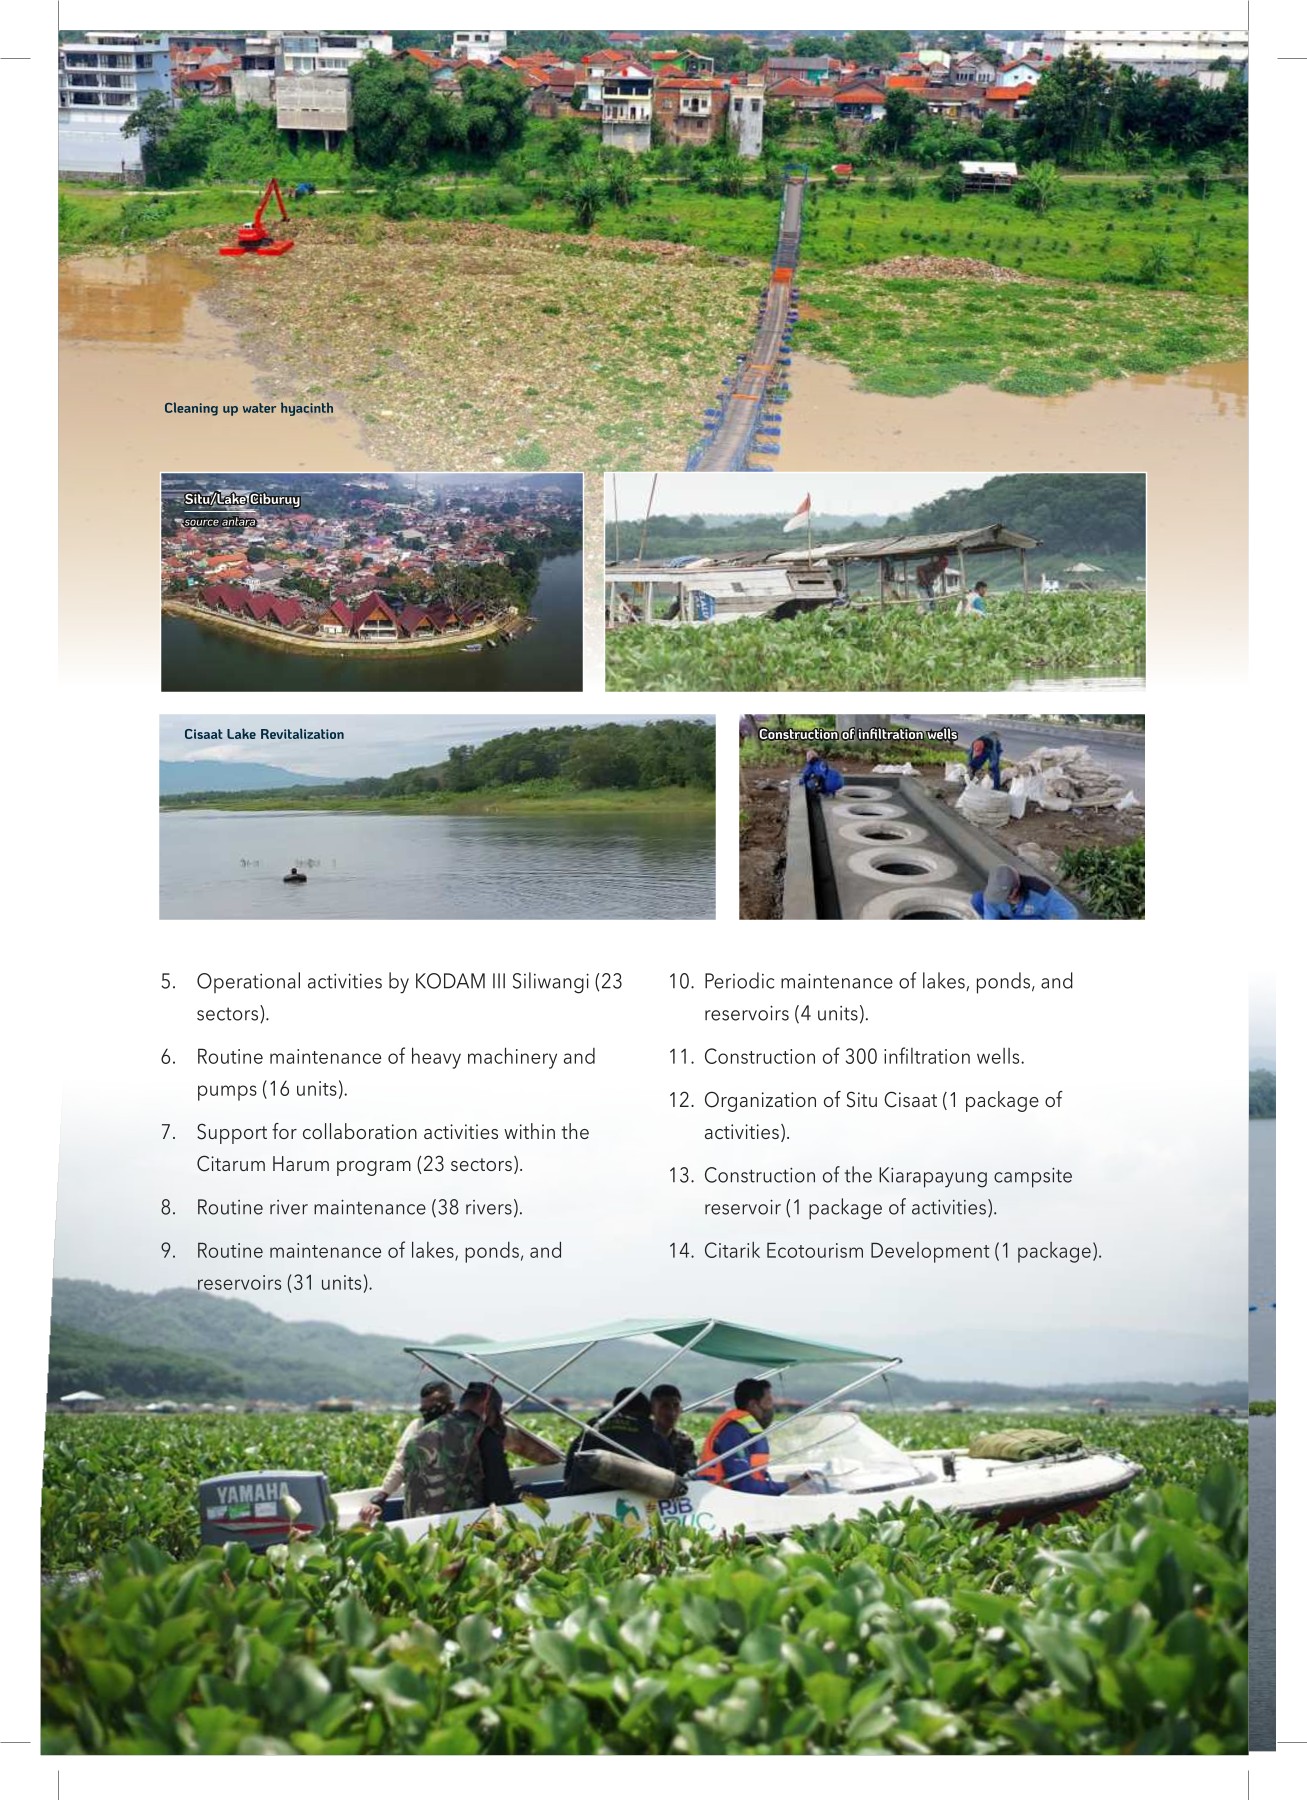 Cleaning up water hyacinth
Situ/Lake Ciburuy
source antara
Cisaat Lake Revitalization
Construction of infiltration wells
5. Operational activities by KODAM III Siliwangi (23
sectors).
6. Routine maintenance of heavy machinery and
pumps (16 units).
7. Support for collaboration activities within the
Citarum Harum program (23 sectors).
8. Routine river maintenance (38 rivers).
9. Routine maintenance of lakes, ponds, and
reservoirs (31 units).
10. Periodic maintenance of lakes, ponds, and
reservoirs (4 units).
11. Construction of 300 infiltration wells.
12. Organization of Situ Cisaat (1 package of
activities).
13. Construction of the Kiarapayung campsite
reservoir (1 package of activities).
14. Citarik Ecotourism Development (1 package).
YAMAHA
PJB